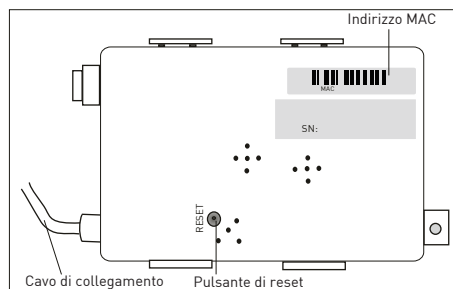 Indirizzo MAC
MAC
SN:
RESET
Cavo di collegamento
Pulsante di reset